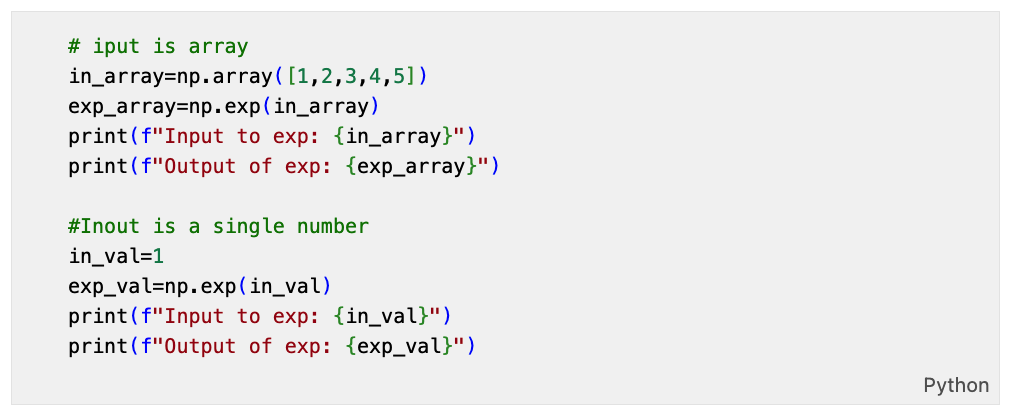 # iput is array
in_array=np.array([1,2,3,4,5])
exp_array=np.exp(in_array)
print(f"Input to exp: {in_array}")
print(f"Output of exp: {exp_array}")
#Inout is a single number
in_val=1
exp_val=np.exp(in_val)
print(f"Input to exp: {in_val}")
print(f"Output of exp: {exp_val}")
Python